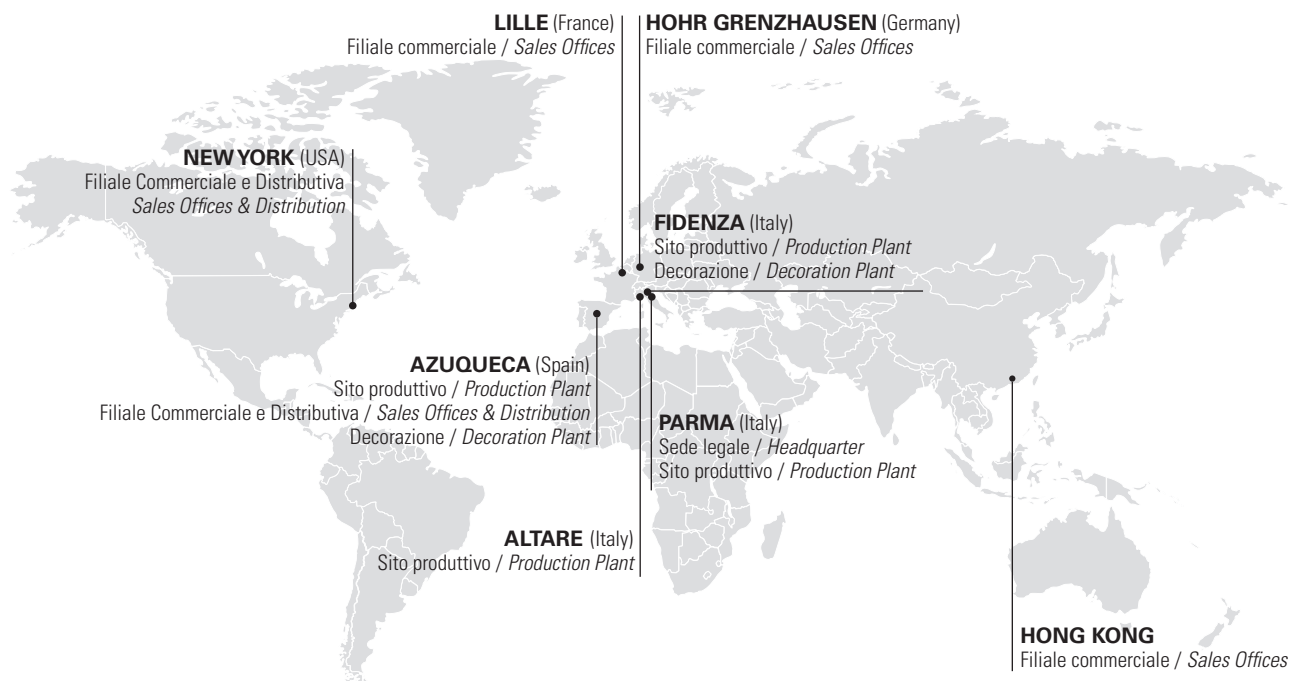 LILLE (France)
Filiale commerciale / Sales Offices
HOHR GRENZHAUSEN (Germany)
Filiale commerciale / Sales Offices
NEW YORK (USA)
Filiale Commerciale e Distributiva
Sales Offices & Distribution
FIDENZA (Italy)
Sito produttivo / Production Plant
Decorazione / Decoration Plant
AZUQUECA (Spain)
Sito produttivo / Production Plant
Filiale Commerciale e Distributiva / Sales Offices & Distribution
Decorazione / Decoration Plant
PARMA (Italy)
Sede legale / Headquarter
Sito produttivo / Production Plant
ALTARE (Italy)
Sito produttivo / Production Plant
HONG KONG
Filiale commerciale / Sales Offices